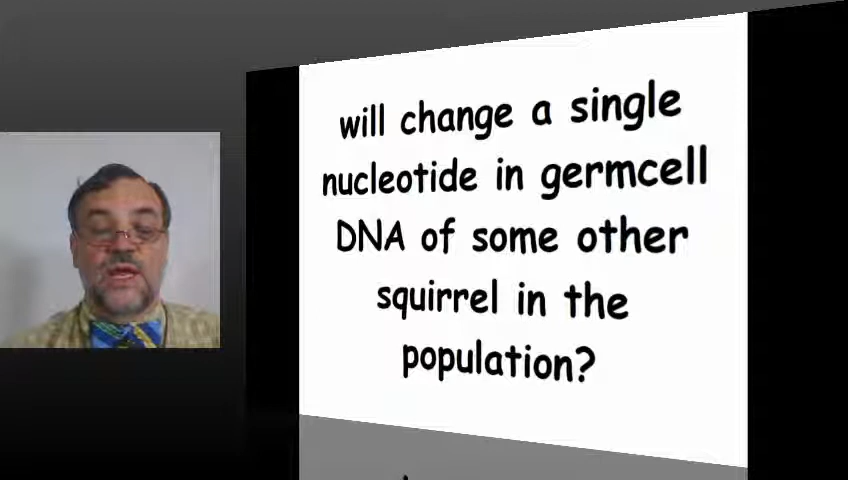 will change a single
nucleotide in germcell
DNA of some other
squirrel in the
population?